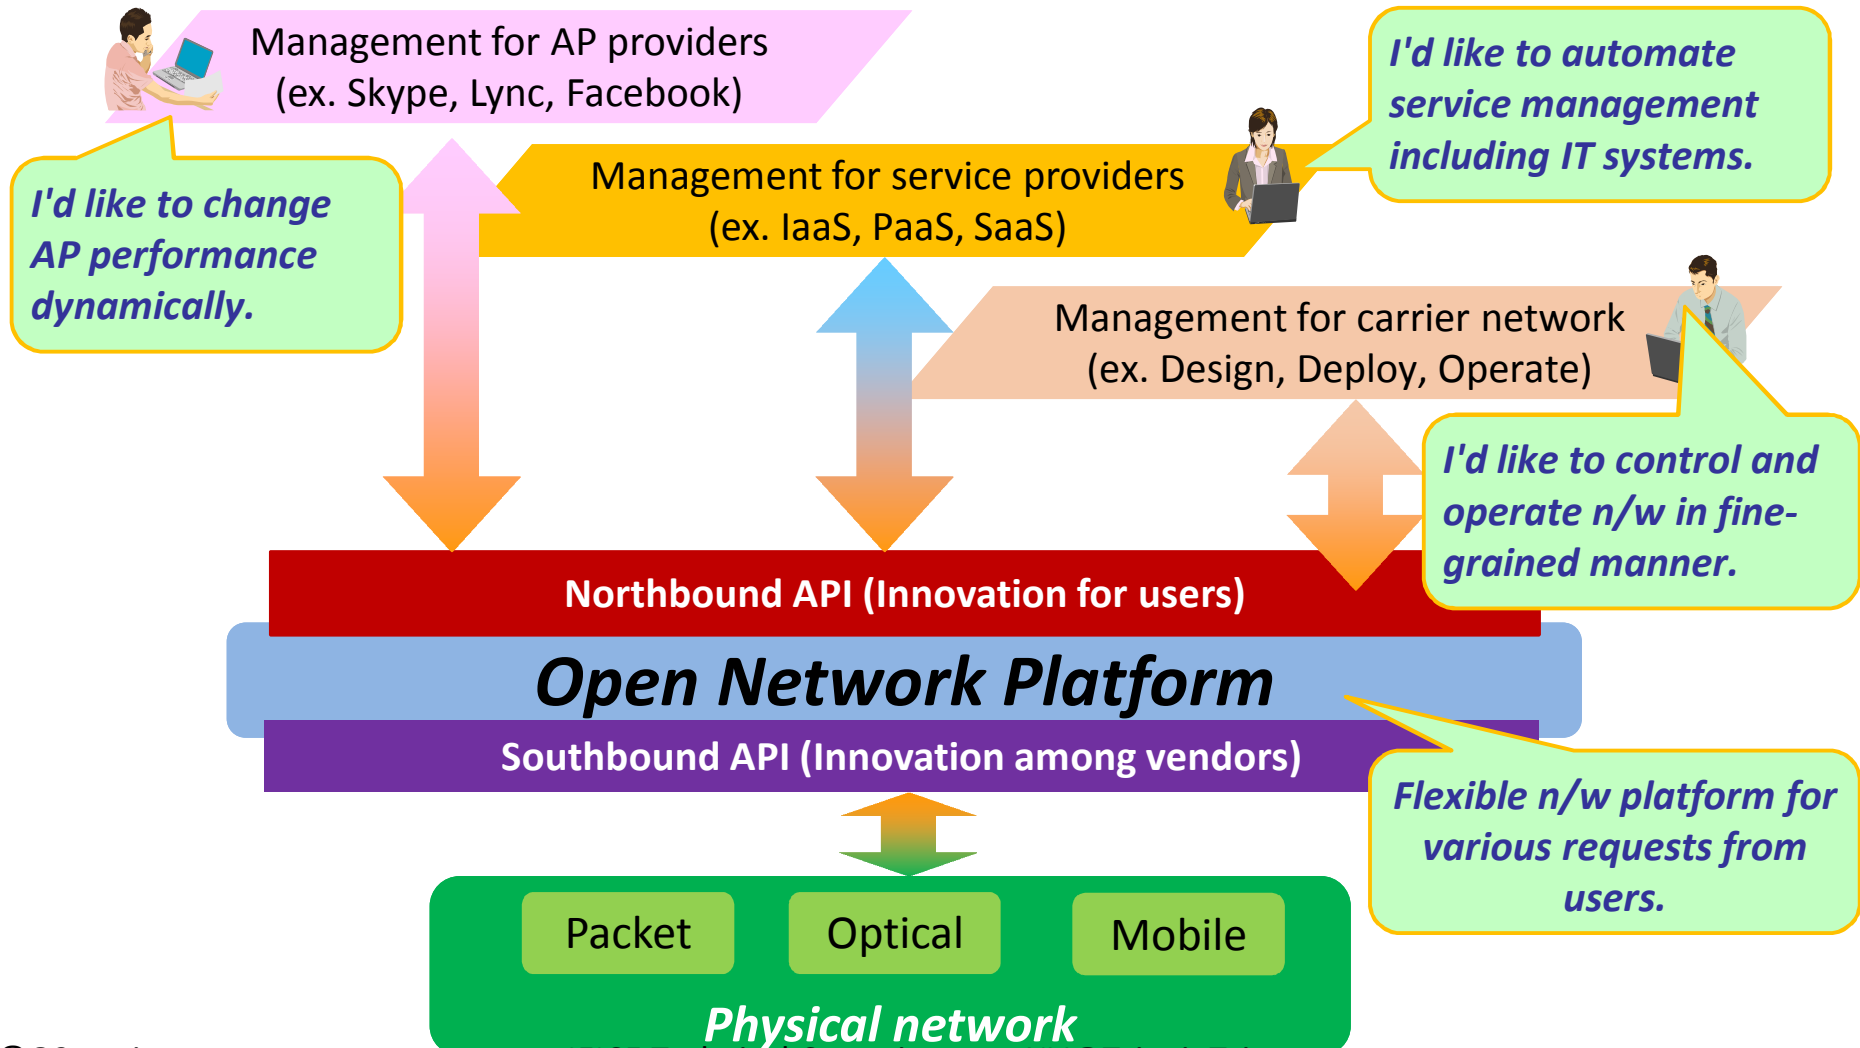 Management for AP providers
(ex. Skype, Lync, Facebook)
I'd like to automate
service management
including IT systems.
Management for service providers
(ex. IaaS, PaaS, SaaS)
I'd like to change
AP performance
dynamically.
Management for carrier network
(ex. Design, Deploy, Operate)
I'd like to control and
operate n/w in fine-
grained manner.
Northbound API (Innovation for users)
Open Network Platform
Southbound API (Innovation among vendors)
Flexible n/w platform for
various requests from
users.
Packet
Optical
Mobile
Physical network